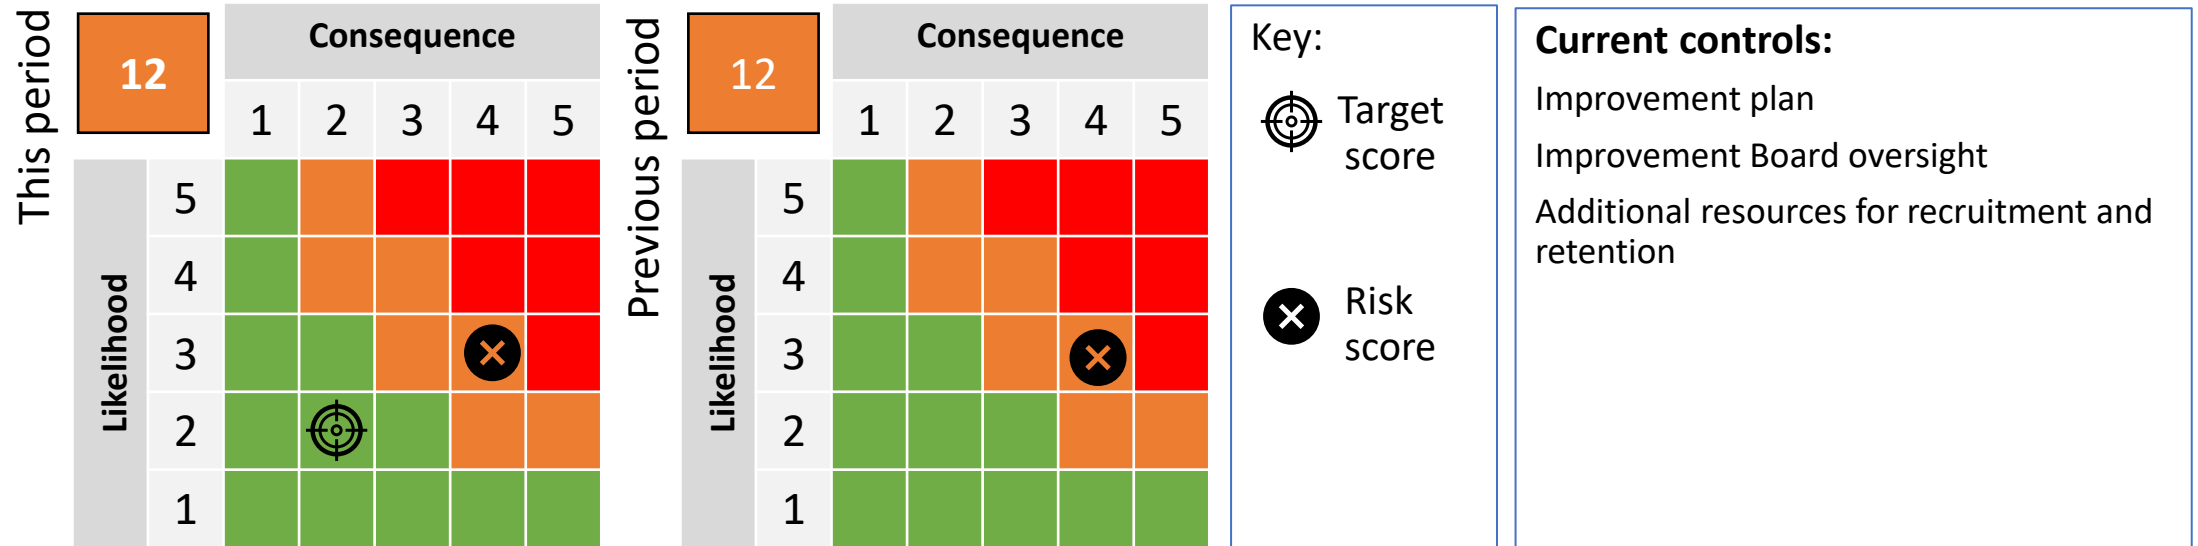 This period
12
Consequence
1 2 3 4 5
Likelihood
5
4
3
2
1
Previous period
12
Consequence
1 2 3 4 5
Likelihood
5
4
3
2
1
Key:
Target
score
Risk
score
Current controls:
Improvement plan
Improvement Board oversight
Additional resources for recruitment and
retention